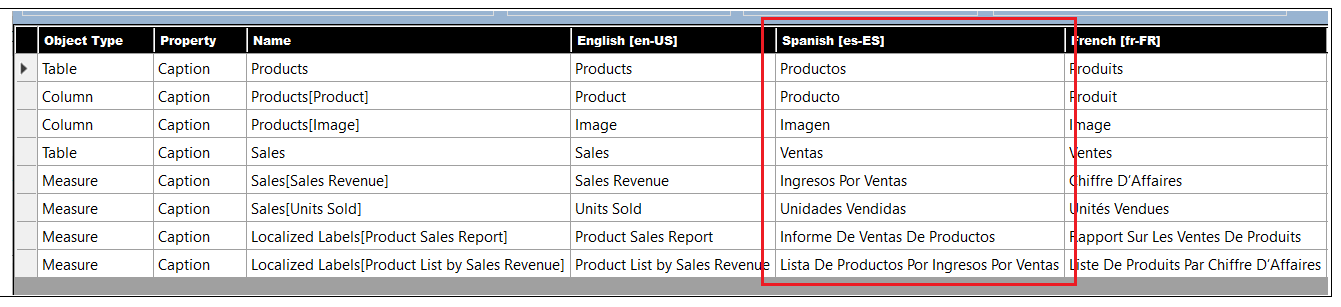 Object Type Property Name English [en-US] Spanish [es-ES] French [fr-FR]
Table Caption Products Products Productos Produits
Column Caption Products[Product] Product Producto Produit
Column Caption Products[Image] Image Imagen Image
Table Caption Sales Sales Ventas Ventes
Measure Caption Sales[Sales Revenue] Sales Revenue Ingresos Por Ventas Chiffre D'Affaires
Measure Caption Sales[Units Sold] Units Sold Unidades Vendidas Unités Vendues
Measure Caption Localized Labels[Product Sales Report] Product Sales Report Informe De Ventas De Productos Rapport Sur Les Ventes De Produits
Measure Caption Localized Labels[Product List by Sales Revenue] Product List by Sales Revenue Lista De Productos Por Ingresos Por Ventas Liste De Produits Par Chiffre D'Affaires